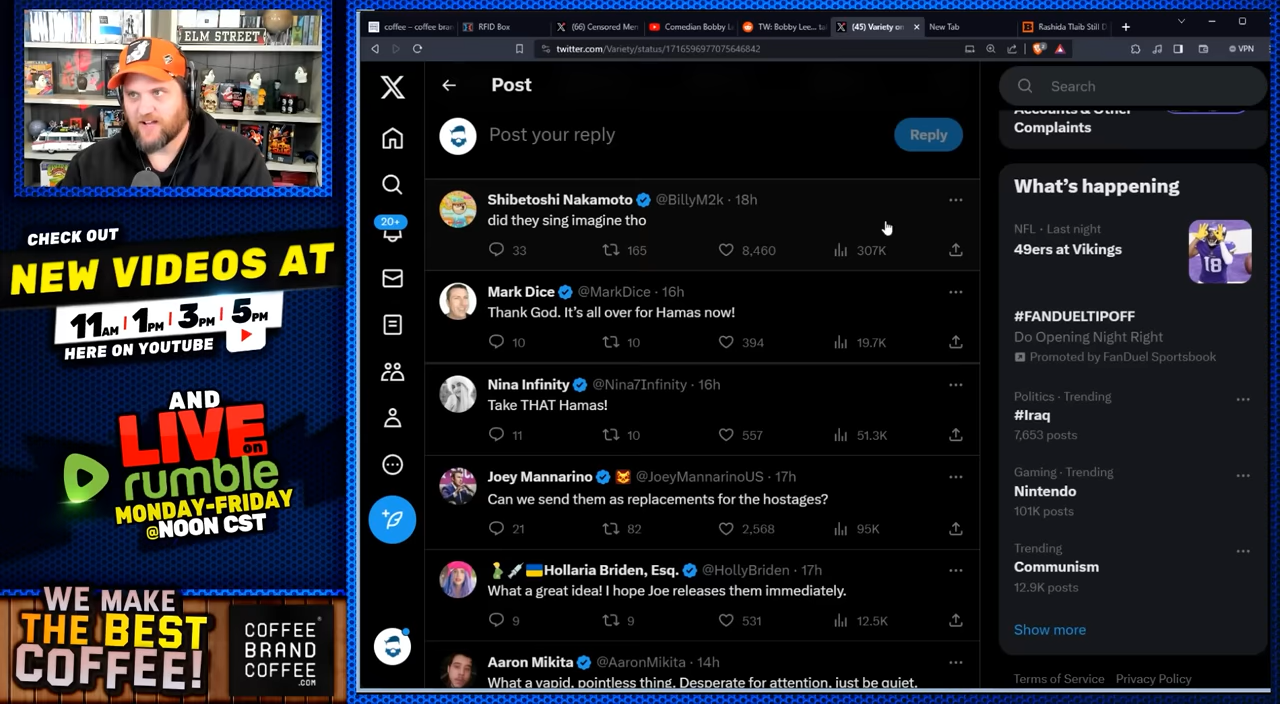 ELM STREET
CHECK OUT
NEW VIDEOS AT
11AM | 1PM | 3PM | 5PM
HERE ON YOUTUBE
AND
LIVE on
rumble
MONDAY-FRIDAY
@NOON CST
WE MAKE
THE BEST
COFFEE!
COFFEE
BRAND
COFFEE
.COM
coffee – coffee bran
RFID Box
(66) Censored Men
Comedian Bobby L
TW: Bobby Lee... ta
(45) Variety on
New Tab
Rashida Tlaib Still D
twitter.com/Variety/status/1716596977075646842
VPN
Post
Post your reply
Reply
20+
Shibetoshi Nakamoto @BillyM2k · 18h
did they sing imagine tho
33 165 8,460 307K
Mark Dice @MarkDice · 16h
Thank God. It's all over for Hamas now!
10 10 394 19.7K
Nina Infinity @Nina7Infinity · 16h
Take THAT Hamas!
11 10 557 51.3K
Joey Mannarino @JoeyMannarinoUS · 17h
Can we send them as replacements for the hostages?
21 82 2,568 95K
Hollaria Briden, Esq. @HollyBriden · 17h
What a great idea! I hope Joe releases them immediately.
9 9 531 12.5K
Aaron Mikita @AaronMikita · 14h
What a vapid, pointless thing. Desperate for attention, just be quiet.
Search
Accounts & Other
Complaints
What's happening
NFL · Last night
49ers at Vikings
18
#FANDUELTIPOFF
Do Opening Night Right
Promoted by FanDuel Sportsbook
Politics · Trending
#Iraq
7,653 posts
Gaming · Trending
Nintendo
101K posts
Trending
Communism
12.9K posts
Show more
Terms of Service Privacy Policy